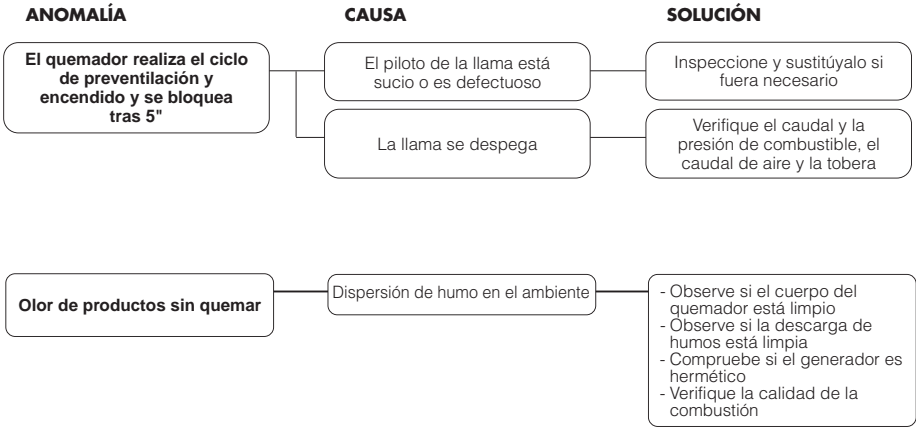 ANOMALÍA
CAUSA
SOLUCIÓN
El quemador realiza el ciclo
de preventilación y
encendido y se bloquea
tras 5"
El piloto de la llama está
sucio o es defectuoso
Inspeccione y sustitúyalo si
fuera necesario
La llama se despega
Verifique el caudal y la
presión de combustible, el
caudal de aire y la tobera
Olor de productos sin quemar
Dispersión de humo en el ambiente
- Observe si el cuerpo del
quemador está limpio
- Observe si la descarga de
humos está limpia
- Compruebe si el generador es
hermético
- Verifique la calidad de la
combustión